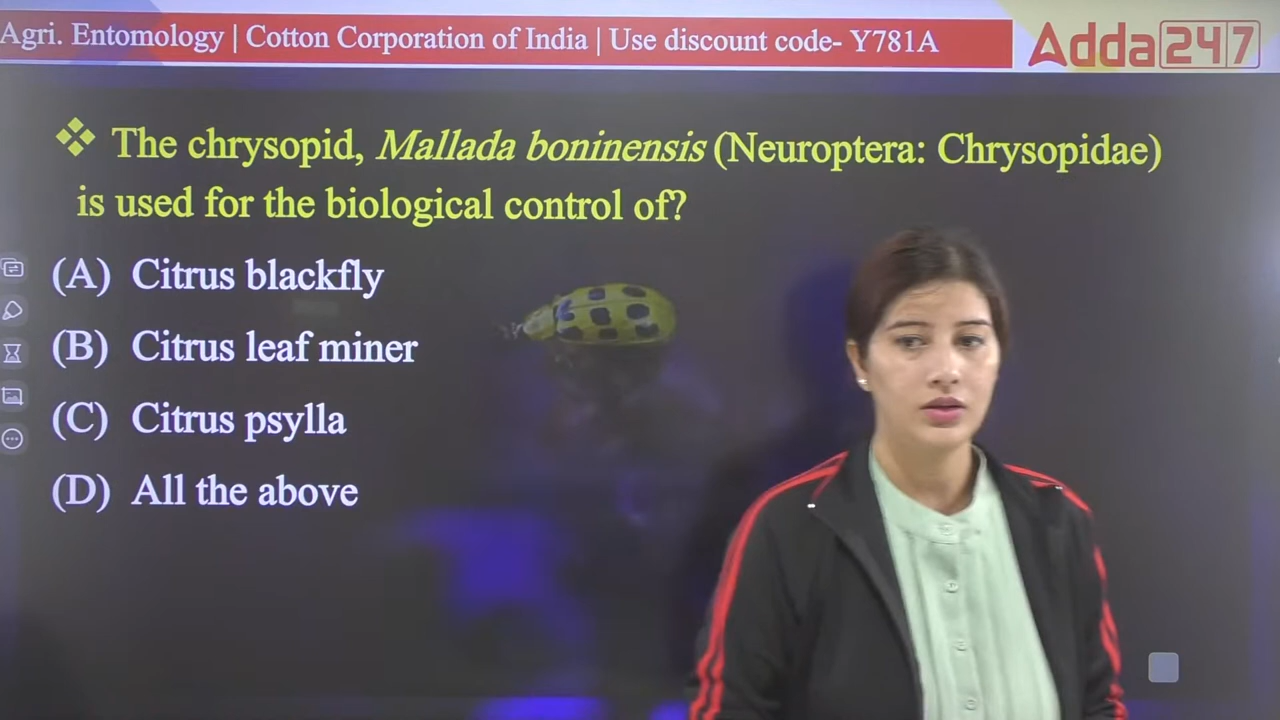 Agri. Entomology | Cotton Corporation of India | Use discount code- Y781A
Adda247
❖ The chrysopid, Mallada boninensis (Neuroptera: Chrysopidae)
is used for the biological control of?
(A) Citrus blackfly
(B) Citrus leaf miner
(C) Citrus psylla
(D) All the above